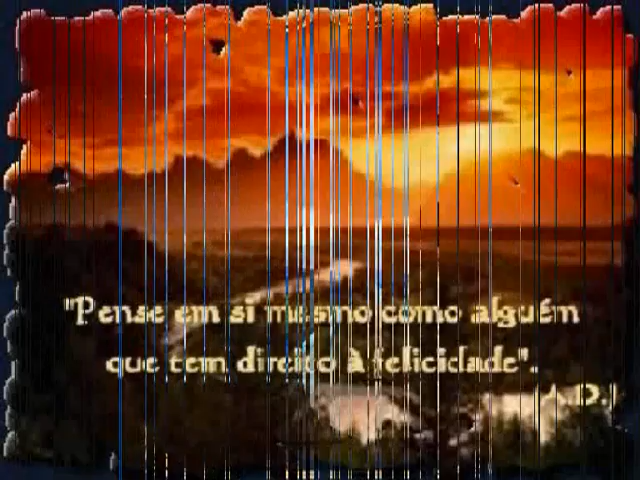 "Pense em si mesmo como alguém
que tem direito à felicidade".
A.D.